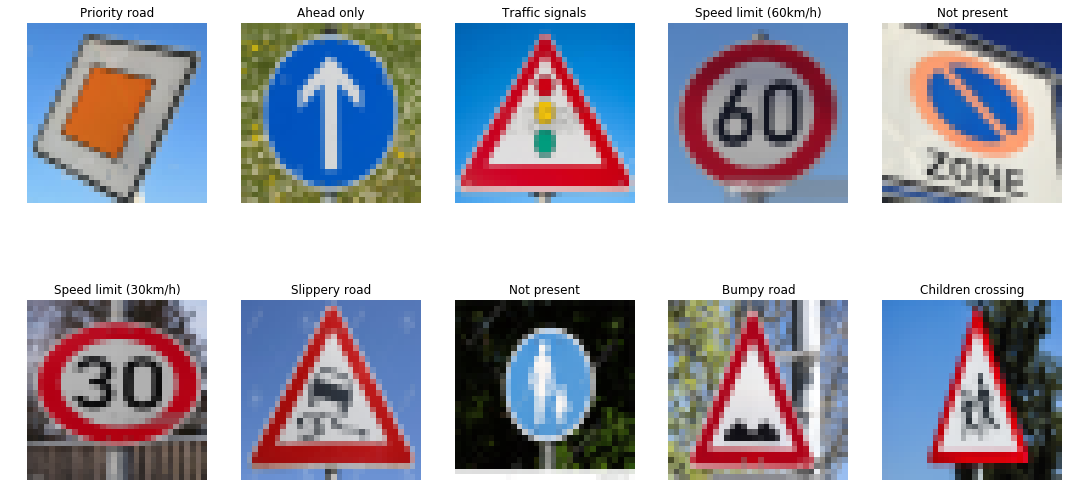 Priority road
Ahead only
Traffic signals
Speed limit (60km/h)
Not present
60
ZONE
Speed limit (30km/h)
Slippery road
Not present
Bumpy road
Children crossing
30